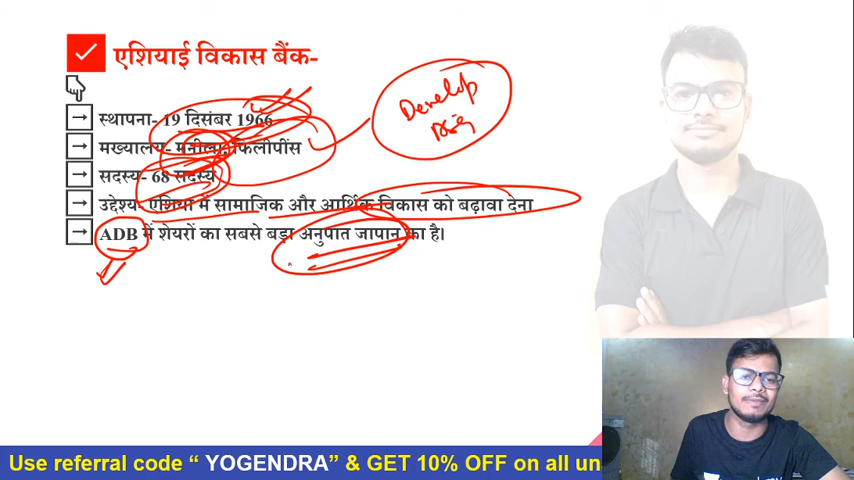 एशियाई विकास बैंक-
स्थापना- 19 दिसंबर 1966
मख्यालय- मनीला, फिलीपींस
सदस्य- 68 सदस्य
उद्देश्य- एशिया में सामाजिक और आर्थिक विकास को बढ़ावा देना
ADB में शेयरों का सबसे बड़ा अनुपात जापान का है।
Develop
Use referral code “ YOGENDRA” & GET 10% OFF on all un